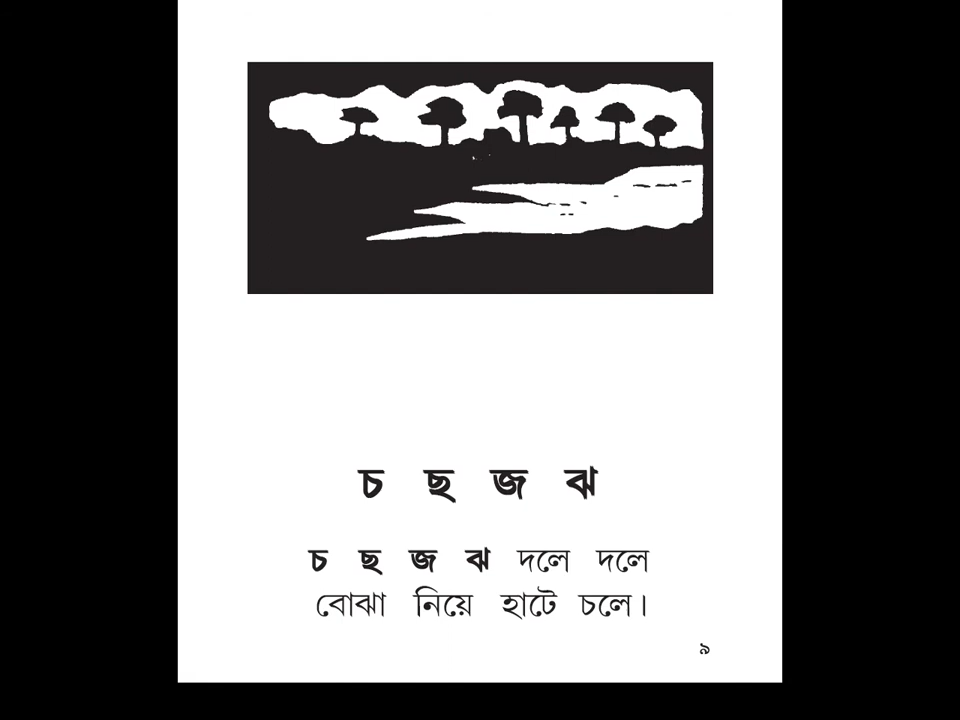 চ ছ জ ঝ
চ ছ জ ঝ দলে দলে
বোঝা নিয়ে হাটে চলে।
৯